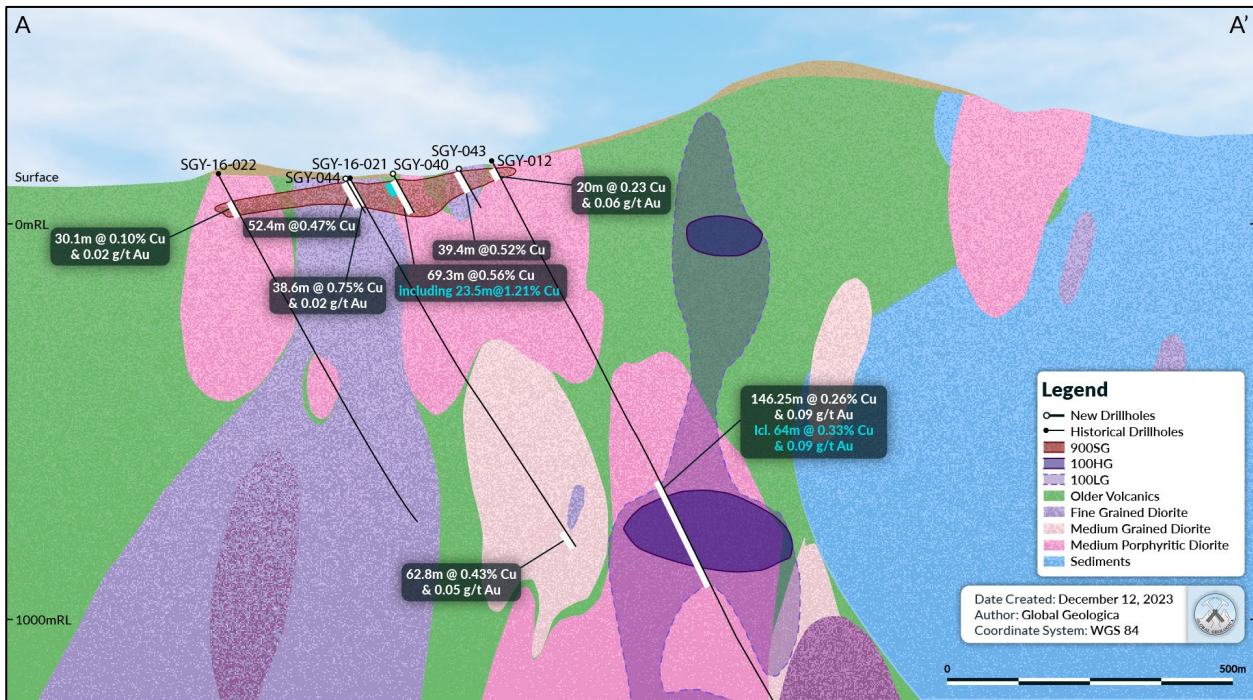 A
A'
SGY-16-022
SGY-16-021
SGY-044
SGY-040
SGY-043
SGY-012
Surface
0mRL
1000mRL
30.1m @ 0.10% Cu
& 0.02 g/t Au
52.4m @0.47% Cu
38.6m @ 0.75% Cu
& 0.02 g/t Au
39.4m @0.52% Cu
69.3m @0.56% Cu
including 23.5m@1.21% Cu
20m @ 0.23 Cu
& 0.06 g/t Au
146.25m @ 0.26% Cu
& 0.09 g/t Au
Icl. 64m @ 0.33% Cu
& 0.09 g/t Au
62.8m @ 0.43% Cu
& 0.05 g/t Au
Legend
New Drillholes
Historical Drillholes
900SG
100HG
100LG
Older Volcanics
Fine Grained Diorite
Medium Grained Diorite
Medium Porphyritic Diorite
Sediments
Date Created: December 12, 2023
Author: Global Geologica
Coordinate System: WGS 84
GLOBAL GEOLOGICA
0
500m